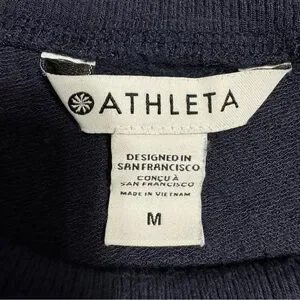 ATHLETA
DESIGNED IN
SAN FRANCISCO
CONÇU À
SAN FRANCISCO
MADE IN VIETNAM
M